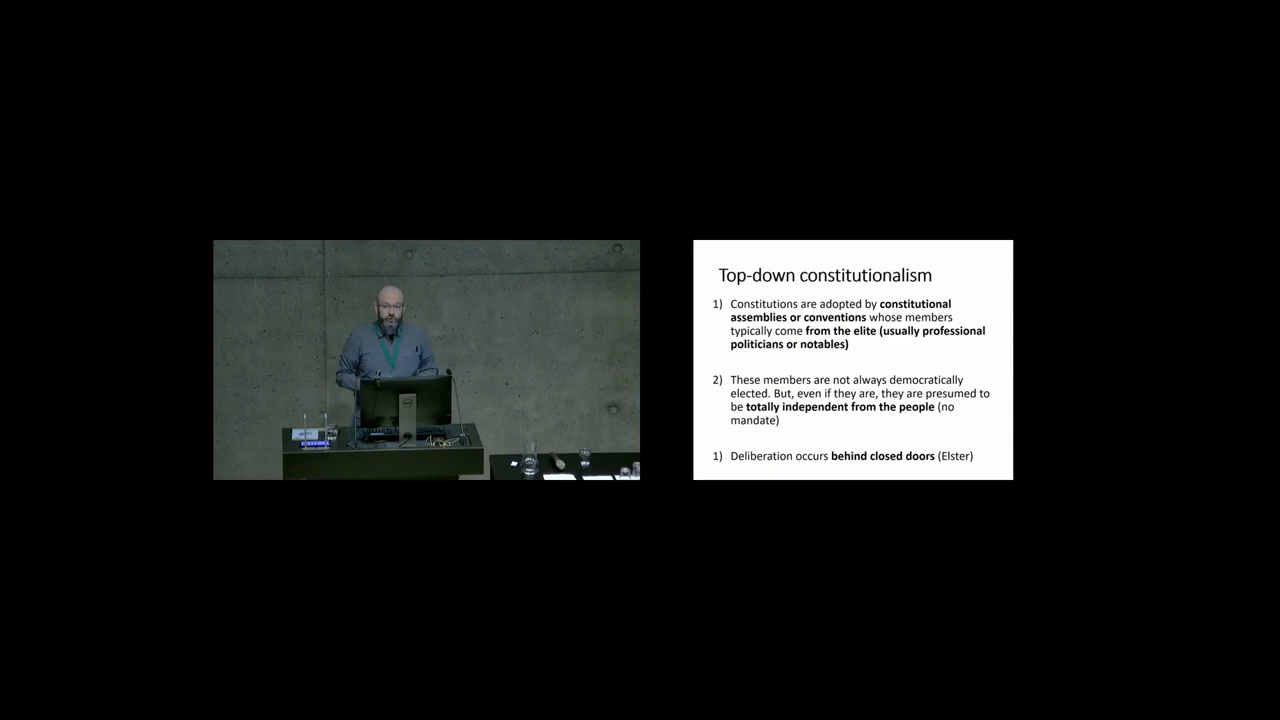 Top-down constitutionalism
1) Constitutions are adopted by constitutional
assemblies or conventions whose members
typically come from the elite (usually professional
politicians or notables)
2) These members are not always democratically
elected. But, even if they are, they are presumed to
be totally independent from the people (no
mandate)
1) Deliberation occurs behind closed doors (Elster)